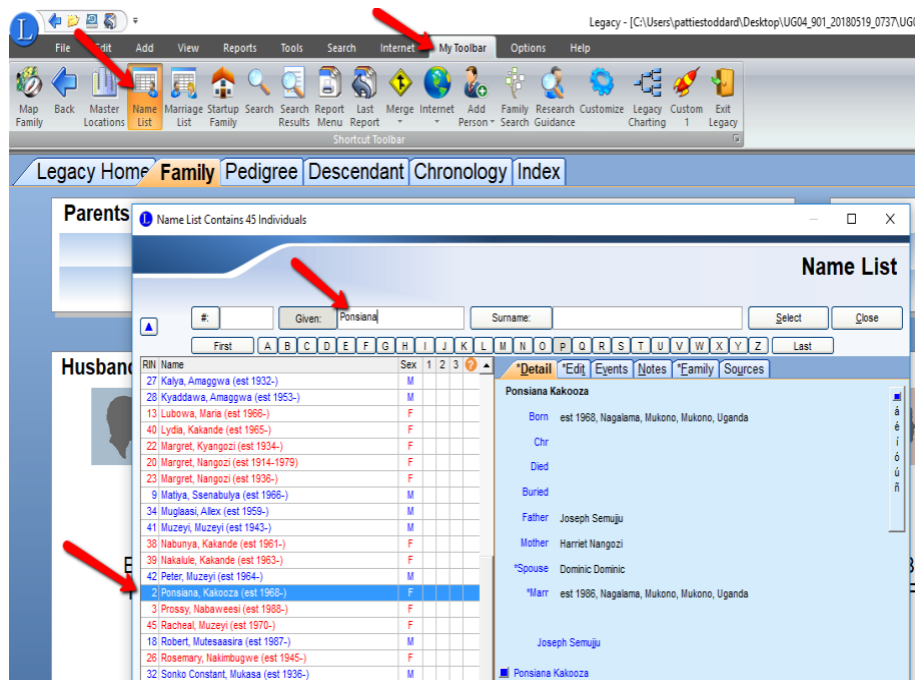 L
Legacy - [C:\Users\pattiestoddard\Desktop\UG04_901_20180519_0737\UG0
File Edit Add View Reports Tools Search Internet My Toolbar Options Help
Map Family
Back
Master Locations
Name List
Marriage List
Startup Family
Search
Search Results
Report Menu
Last Report
Merge
Internet
Add Person
Family Search
Research Guidance
Customize
Legacy Charting
Custom 1
Exit Legacy
Shortcut Toolbar
Legacy Home Family Pedigree Descendant Chronology Index
Parents
Husband
Name List Contains 45 Individuals
Name List
#: Given: Ponsiana Surname: Select Close
First A B C D E F G H I J K L M N O P Q R S T U V W X Y Z Last
RIN Name Sex 1 2 3 ?
27 Kalya, Amaggwa (est 1932-) M
28 Kyaddawa, Amaggwa (est 1953-) M
13 Lubowa, Maria (est 1966-) F
40 Lydia, Kakande (est 1965-) F
22 Margret, Kyangozi (est 1934-) F
20 Margret, Nangozi (est 1914-1979) F
23 Margret, Nangozi (est 1936-) F
9 Matiya, Ssenabulya (est 1966-) M
34 Muglaasi, Allex (est 1959-) M
41 Muzeyi, Muzeyi (est 1943-) M
38 Nabunya, Kakande (est 1961-) F
39 Nakalule, Kakande (est 1963-) F
42 Peter, Muzeyi (est 1964-) M
2 Ponsiana, Kakooza (est 1968-) F
3 Prossy, Nabaweesi (est 1988-) F
45 Racheal, Muzeyi (est 1970-) F
18 Robert, Mutesaasira (est 1987-) M
26 Rosemary, Nakimbugwe (est 1945-) F
32 Sonko Constant, Mukasa (est 1936-) M
*Detail *Edit Events Notes *Family Sources
Ponsiana Kakooza
Born est 1968, Nagalama, Mukono, Mukono, Uganda
Chr
Died
Buried
Father Joseph Semujju
Mother Harriet Nangozi
*Spouse Dominic Dominic
*Marr est 1986, Nagalama, Mukono, Mukono, Uganda
Joseph Semujju
Ponsiana Kakooza
á
é
í
ó
ú
ñ